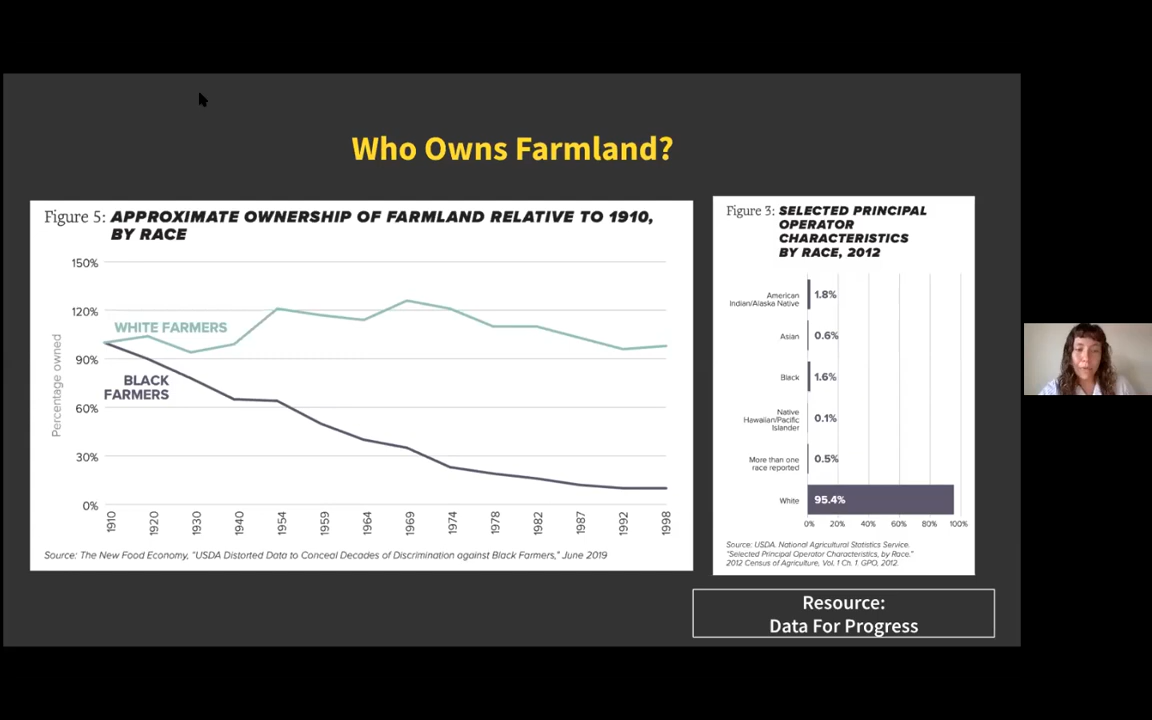 Who Owns Farmland?
Figure 5: APPROXIMATE OWNERSHIP OF FARMLAND RELATIVE TO 1910,
BY RACE
150%
120%
90%
60%
30%
0%
Percentage owned
WHITE FARMERS
BLACK
FARMERS
1910
1920
1930
1940
1954
1959
1964
1969
1974
1978
1982
1987
1992
1998
Source: The New Food Economy, "USDA Distorted Data to Conceal Decades of Discrimination against Black Farmers," June 2019
Figure 3: SELECTED PRINCIPAL
OPERATOR
CHARACTERISTICS
BY RACE, 2012
American
Indian/Alaska Native
1.8%
Asian
0.6%
Black
1.6%
Native
Hawaiian/Pacific
Islander
0.1%
More than one
race reported
0.5%
White
95.4%
0% 20% 40% 60% 80% 100%
Source: USDA. National Agricultural Statistics Service.
"Selected Principal Operator Characteristics, by Race."
2012 Census of Agriculture, Vol. 1 Ch. 1. GPO, 2012.
Resource:
Data For Progress